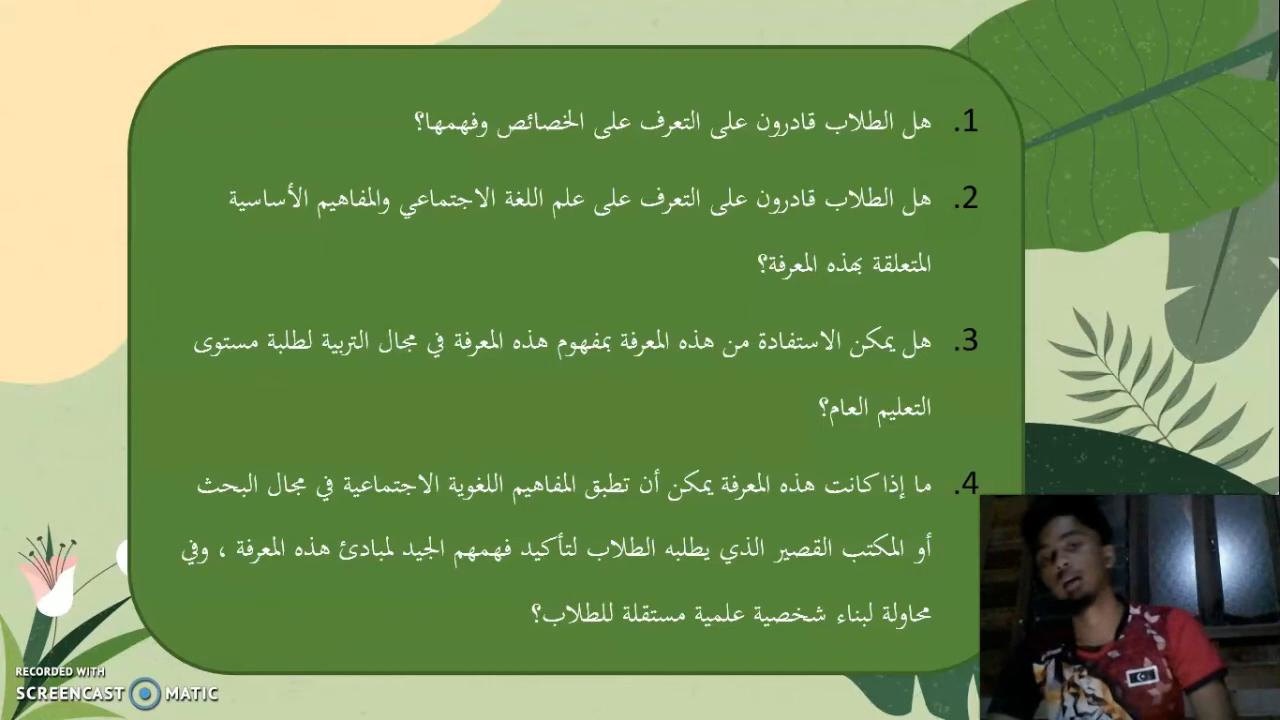 1. هل الطلاب قادرون على التعرف على الخصائص وفهمها؟
2. هل الطلاب قادرون على التعرف على علم اللغة الاجتماعي والمفاهيم الأساسية
المتعلقة بهذه المعرفة؟
3. هل يمكن الاستفادة من هذه المعرفة بمفهوم هذه المعرفة في مجال التربية لطلبة مستوى
التعليم العام؟
4. ما إذا كانت هذه المعرفة يمكن أن تطبق المفاهيم اللغوية الاجتماعية في مجال البحث
أو المكتب القصير الذي يطلبه الطلاب لتأكيد فهمهم الجيد لمبادئ هذه المعرفة ، وفي
محاولة لبناء شخصية علمية مستقلة للطلاب؟
RECORDED WITH
SCREENCAST MATIC